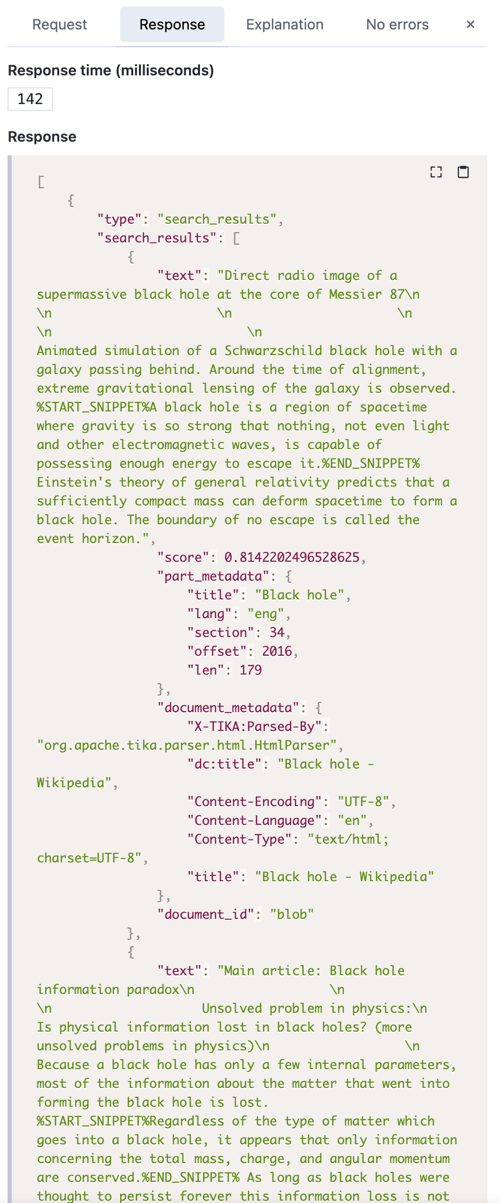 Request Response Explanation No errors ×
Response time (milliseconds)
142
Response
[
{
"type": "search_results",
"search_results": [
{
"text": "Direct radio image of a
supermassive black hole at the core of Messier 87\n
\n \n \n
\n \n
Animated simulation of a Schwarzschild black hole with a
galaxy passing behind. Around the time of alignment,
extreme gravitational lensing of the galaxy is observed.
%START_SNIPPET%A black hole is a region of spacetime
where gravity is so strong that nothing, not even light
and other electromagnetic waves, is capable of
possessing enough energy to escape it.%END_SNIPPET%
Einstein's theory of general relativity predicts that a
sufficiently compact mass can deform spacetime to form a
black hole. The boundary of no escape is called the
event horizon.",
"score": 0.8142202496528625,
"part_metadata": {
"title": "Black hole",
"lang": "eng",
"section": 34,
"offset": 2016,
"len": 179
},
"document_metadata": {
"X-TIKA:Parsed-By":
"org.apache.tika.parser.html.HtmlParser",
"dc:title": "Black hole -
Wikipedia",
"Content-Encoding": "UTF-8",
"Content-Language": "en",
"Content-Type": "text/html;
charset=UTF-8",
"title": "Black hole - Wikipedia"
},
"document_id": "blob"
},
{
"text": "Main article: Black hole
information paradox\n \n
\n Unsolved problem in physics:\n
Is physical information lost in black holes? (more
unsolved problems in physics)\n \n
Because a black hole has only a few internal parameters,
most of the information about the matter that went into
forming the black hole is lost.
%START_SNIPPET%Regardless of the type of matter which
goes into a black hole, it appears that only information
concerning the total mass, charge, and angular momentum
are conserved.%END_SNIPPET% As long as black holes were
thought to persist forever this information loss is not